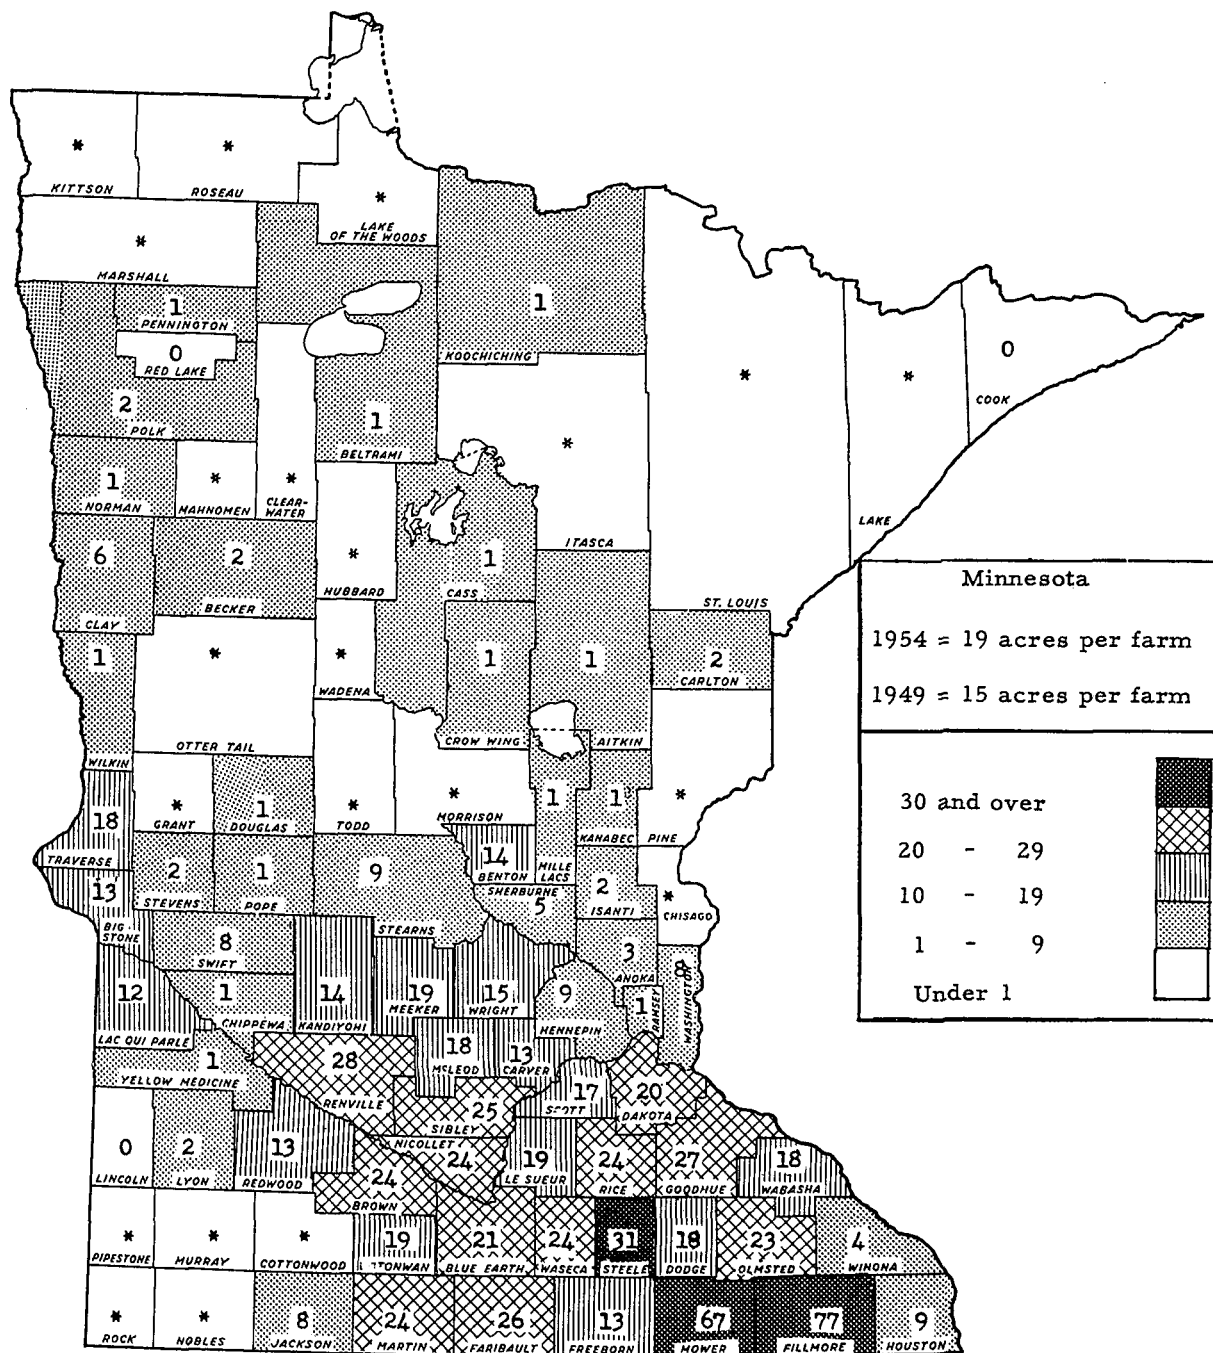 *
KITTSON
*
ROSEAU
*
LAKE
OF THE WOODS
*
MARSHALL
1
PENNINGTON
0
RED LAKE
2
POLK
1
KOOCHICHING
1
BELTRAMI
*
*
0
COOK
LAKE
*
ITASCA
1
NORMAN
*
MAHNOMEN
*
CLEAR-
WATER
6
CLAY
2
BECKER
*
HUBBARD
1
CASS
ST. LOUIS
Minnesota
1954 = 19 acres per farm
1949 = 15 acres per farm
30 and over
20 - 29
10 - 19
1 - 9
Under 1
1
WILKIN
*
OTTER TAIL
*
WADENA
1
CROW WING
1
AITKIN
2
CARLTON
18
TRAVERSE
*
GRANT
1
DOUGLAS
*
TODD
*
MORRISON
1
MILLE
LACS
1
KANABEC
*
PINE
13
BIG
STONE
2
STEVENS
1
POPE
9
STEARNS
14
BENTON
SHERBURNE
5
2
ISANTI
*
CHISAGO
8
SWIFT
3
ANOKA
8
WASHINGTON
12
LAC QUI PARLE
1
CHIPPEWA
14
KANDIYOHI
19
MEEKER
15
WRIGHT
9
HENNEPIN
1
RAMSEY
1
YELLOW MEDICINE
28
RENVILLE
18
McLEOD
13
CARVER
17
SCOTT
20
DAKOTA
25
SIBLEY
0
LINCOLN
2
LYON
13
REDWOOD
NICOLLET
24
24
BROWN
19
LE SUEUR
24
RICE
27
GOODHUE
18
WABASHA
*
PIPESTONE
*
MURRAY
*
COTTONWOOD
19
TONWAN
21
BLUE EARTH
24
WASECA
31
STEELE
18
DODGE
23
OLMSTED
4
WINONA
*
ROCK
*
NOBLES
8
JACKSON
24
MARTIN
26
FARIBAULT
13
FREEBORN
67
MOWER
77
FILLMORE
9
HOUSTON